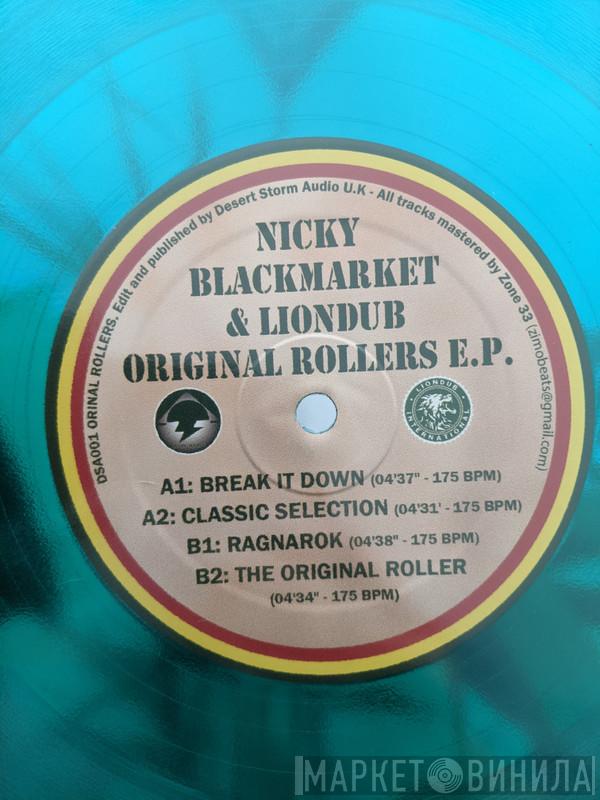 DSA001 ORINAL ROLLERS. Edit and published by Desert Storm Audio U.K - All tracks mastered by Zone 33 (zimobeats@gmail.com)
NICKY
BLACKMARKET
& LIONDUB
ORIGINAL ROLLERS E.P.
LIONDUB
INTERNATIONAL
A1: BREAK IT DOWN (04'37" - 175 BPM)
A2: CLASSIC SELECTION (04'31' - 175 BPM)
B1: RAGNAROK (04'38" - 175 BPM)
B2: THE ORIGINAL ROLLER
(04'34" - 175 BPM)
МАРКЕТ ВИНИЛА